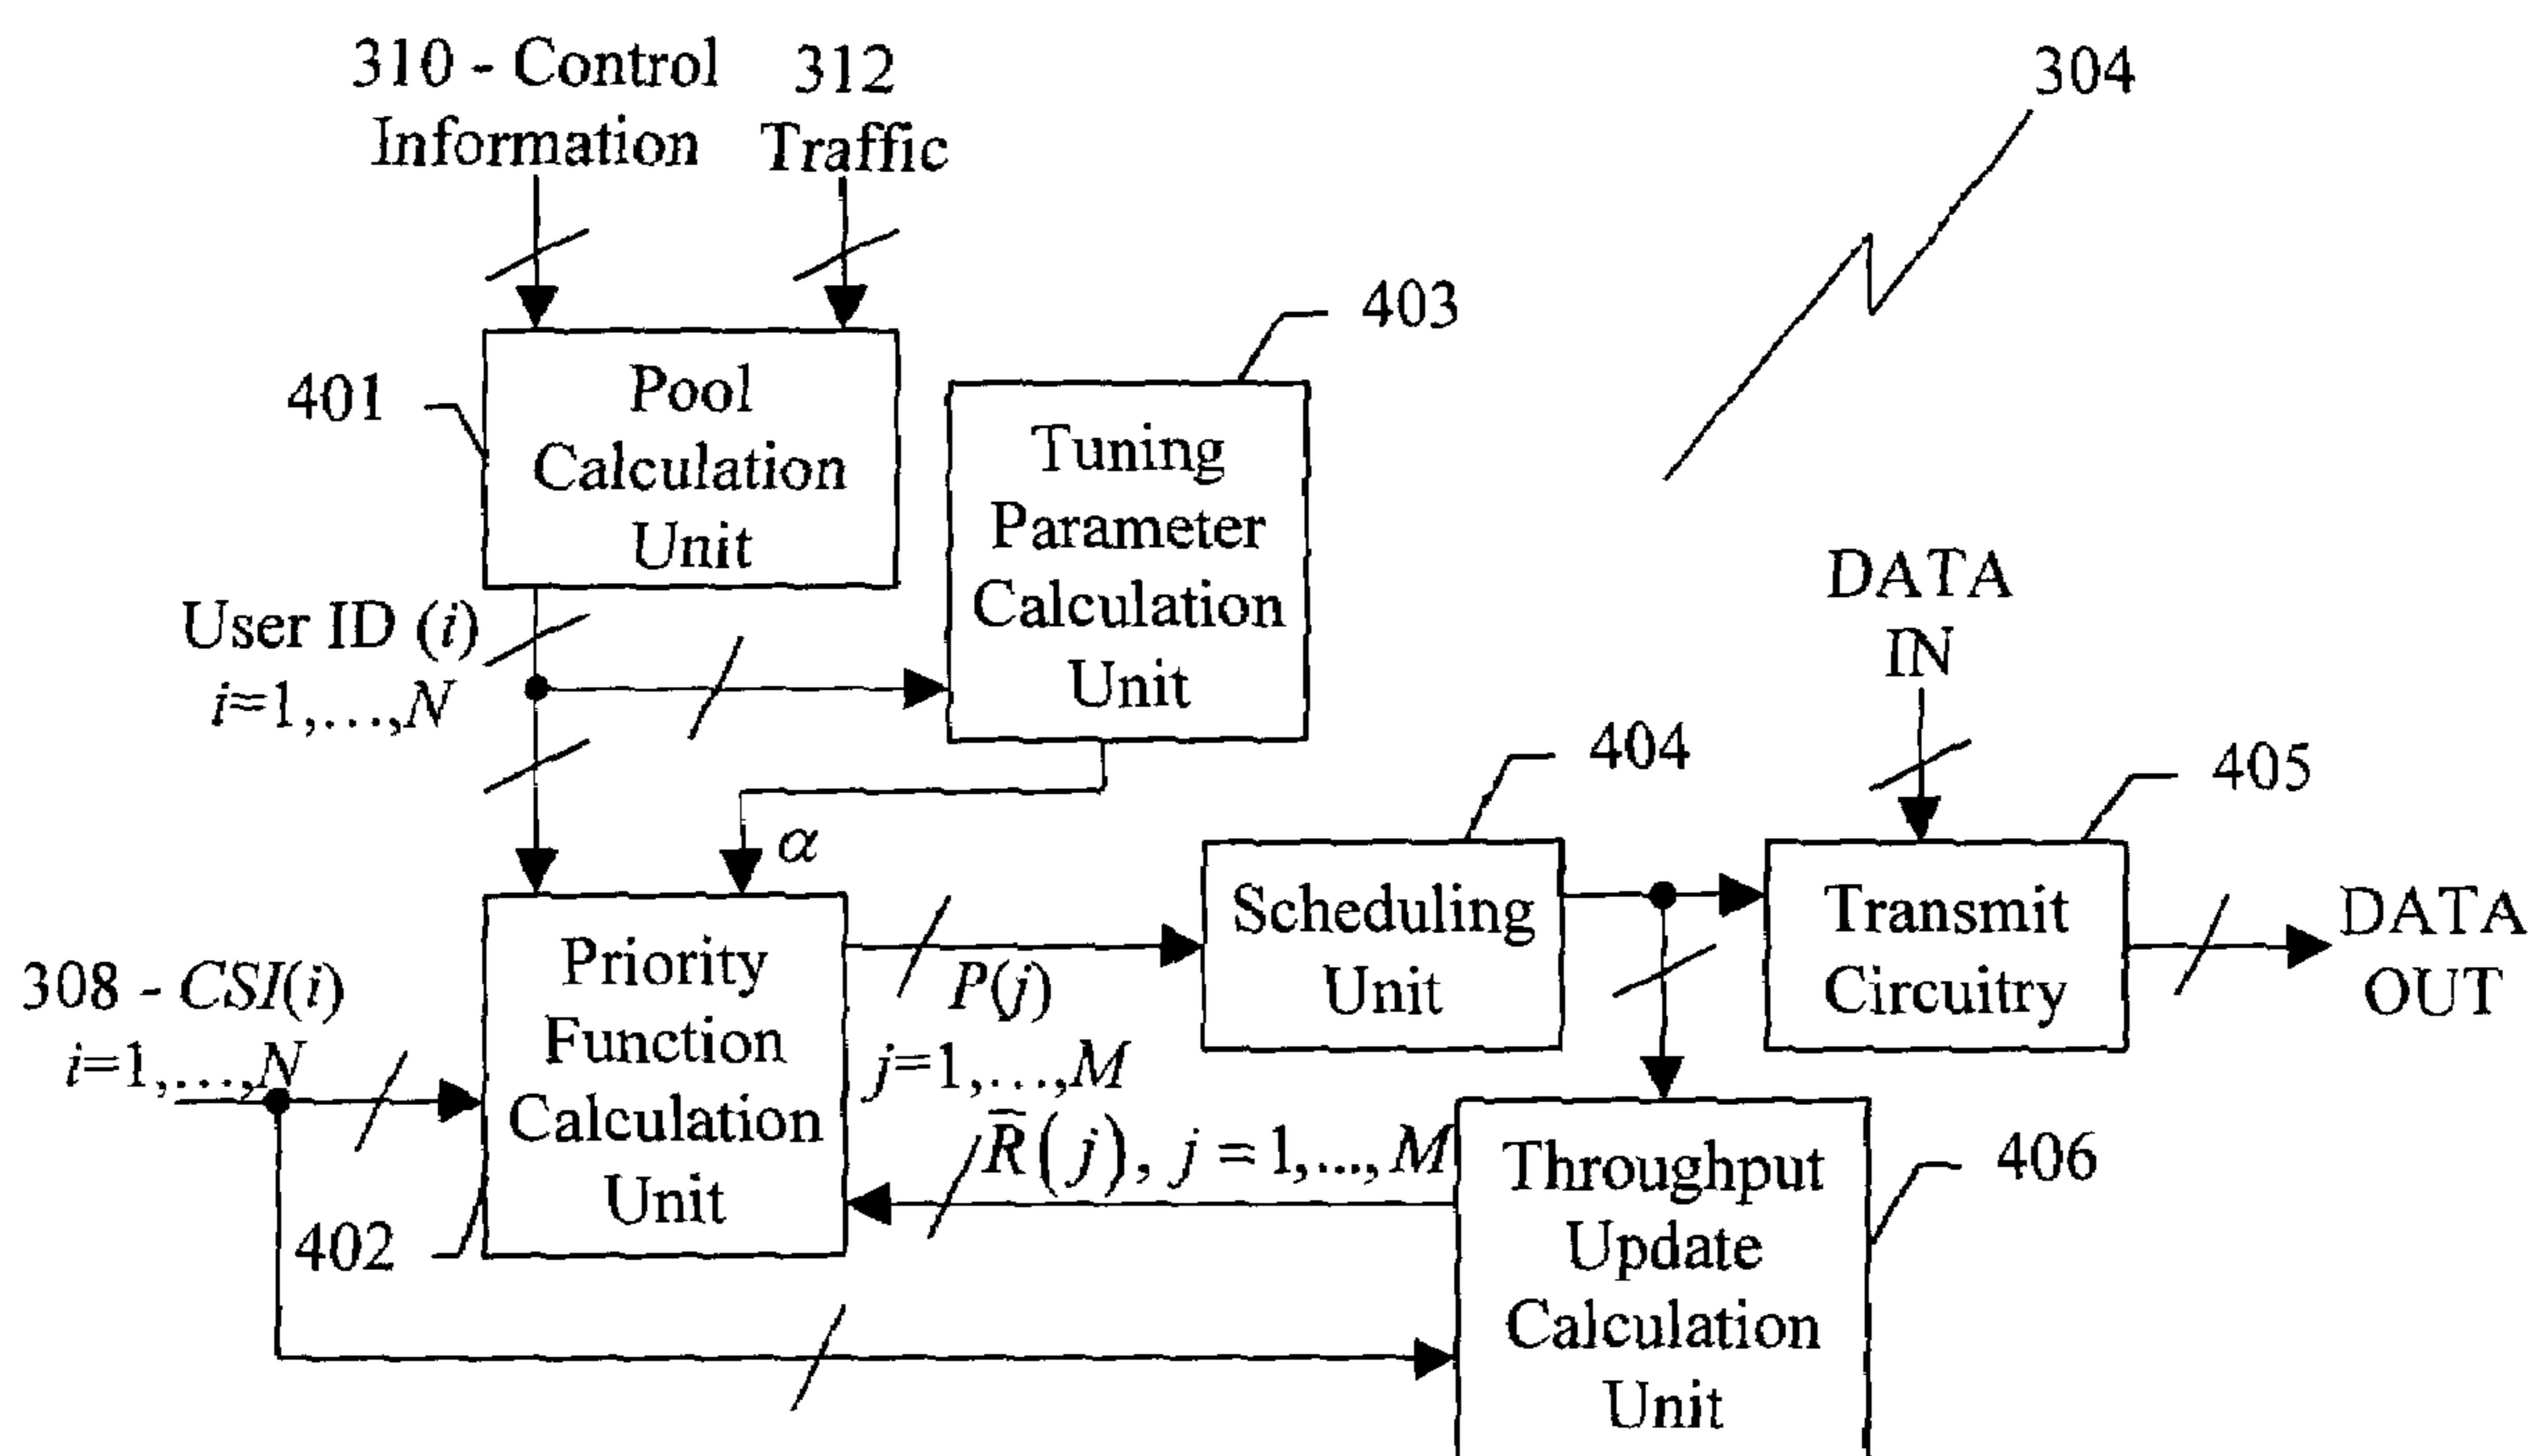 310 - Control
Information
312
Traffic
304
403
401
Pool
Calculation
Unit
Tuning
Parameter
Calculation
Unit
User ID (i)
i=1,...,N
DATA
IN
404
405
α
Scheduling
Unit
Transmit
Circuitry
DATA
OUT
308 - CSI(i)
i=1,...,N
Priority
Function
Calculation
Unit
P(j)
j=1,...,M
R̅(j), j = 1,..., M
402
Throughput
Update
Calculation
Unit
406